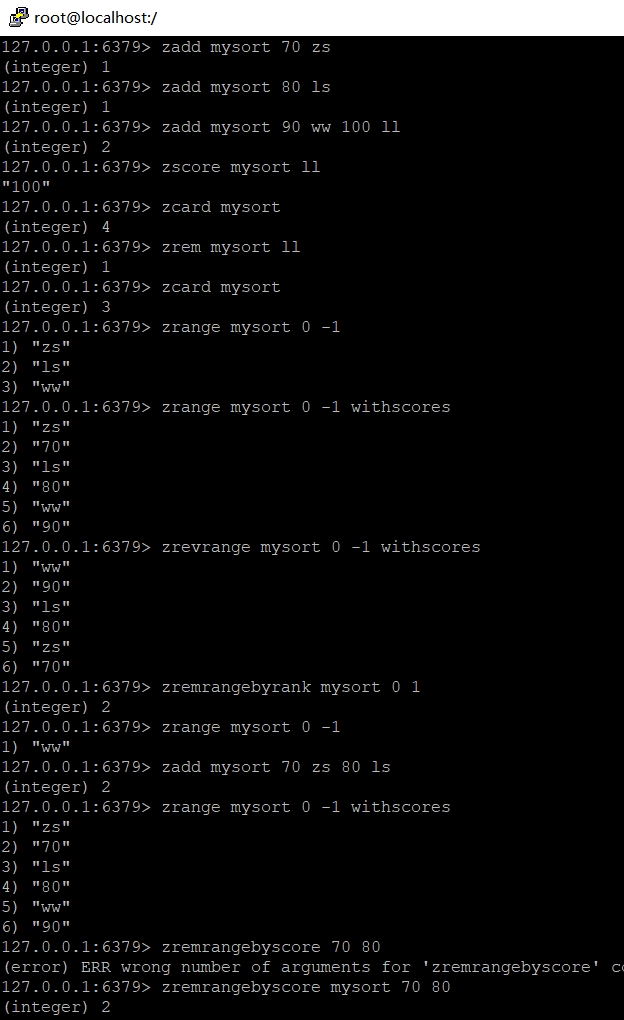 root@localhost:/
127.0.0.1:6379> zadd mysort 70 zs
(integer) 1
127.0.0.1:6379> zadd mysort 80 ls
(integer) 1
127.0.0.1:6379> zadd mysort 90 ww 100 ll
(integer) 2
127.0.0.1:6379> zscore mysort ll
"100"
127.0.0.1:6379> zcard mysort
(integer) 4
127.0.0.1:6379> zrem mysort ll
(integer) 1
127.0.0.1:6379> zcard mysort
(integer) 3
127.0.0.1:6379> zrange mysort 0 -1
1) "zs"
2) "ls"
3) "ww"
127.0.0.1:6379> zrange mysort 0 -1 withscores
1) "zs"
2) "70"
3) "ls"
4) "80"
5) "ww"
6) "90"
127.0.0.1:6379> zrevrange mysort 0 -1 withscores
1) "ww"
2) "90"
3) "ls"
4) "80"
5) "zs"
6) "70"
127.0.0.1:6379> zremrangebyrank mysort 0 1
(integer) 2
127.0.0.1:6379> zrange mysort 0 -1
1) "ww"
127.0.0.1:6379> zadd mysort 70 zs 80 ls
(integer) 2
127.0.0.1:6379> zrange mysort 0 -1 withscores
1) "zs"
2) "70"
3) "ls"
4) "80"
5) "ww"
6) "90"
127.0.0.1:6379> zremrangebyscore 70 80
(error) ERR wrong number of arguments for 'zremrangebyscore'
127.0.0.1:6379> zremrangebyscore mysort 70 80
(integer) 2